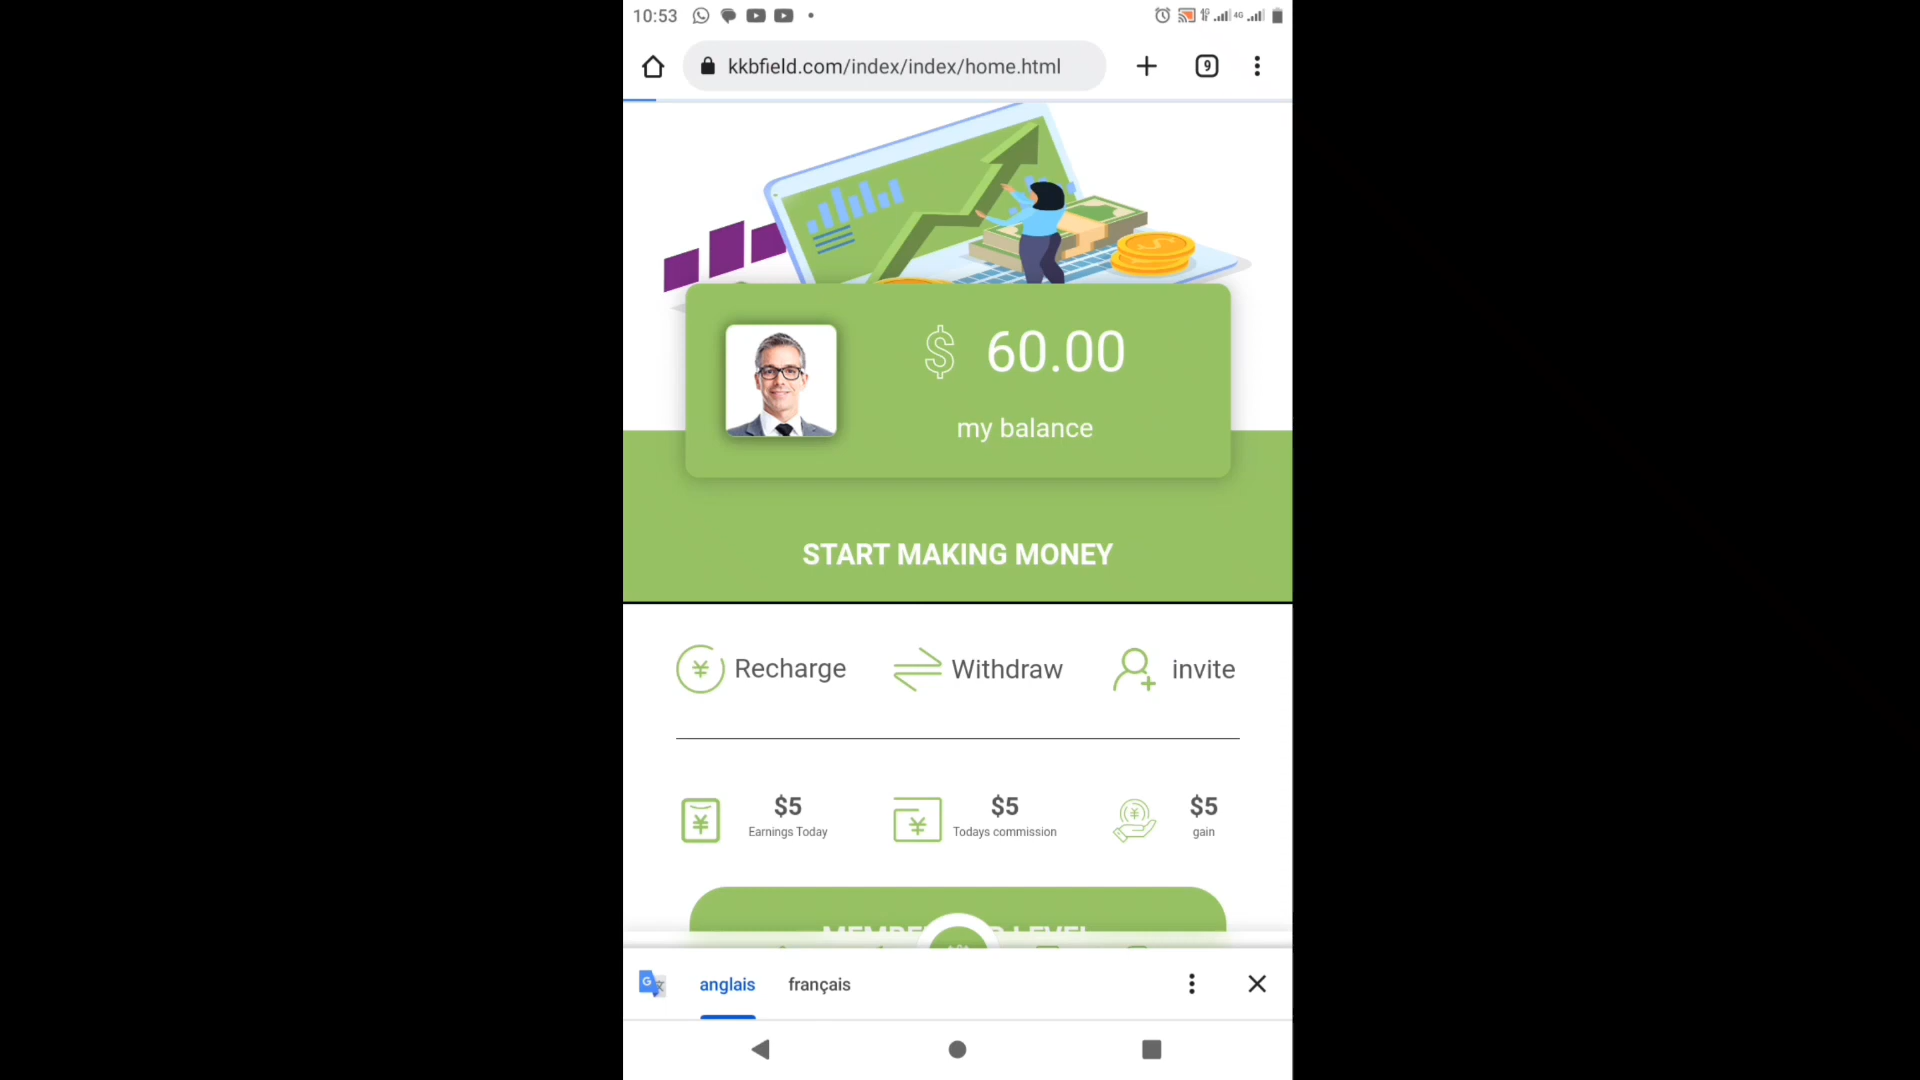 10:53
kkbfield.com/index/index/home.html
9
$ 60.00
my balance
START MAKING MONEY
Recharge
Withdraw
invite
$5
Earnings Today
$5
Todays commission
$5
gain
anglais
français